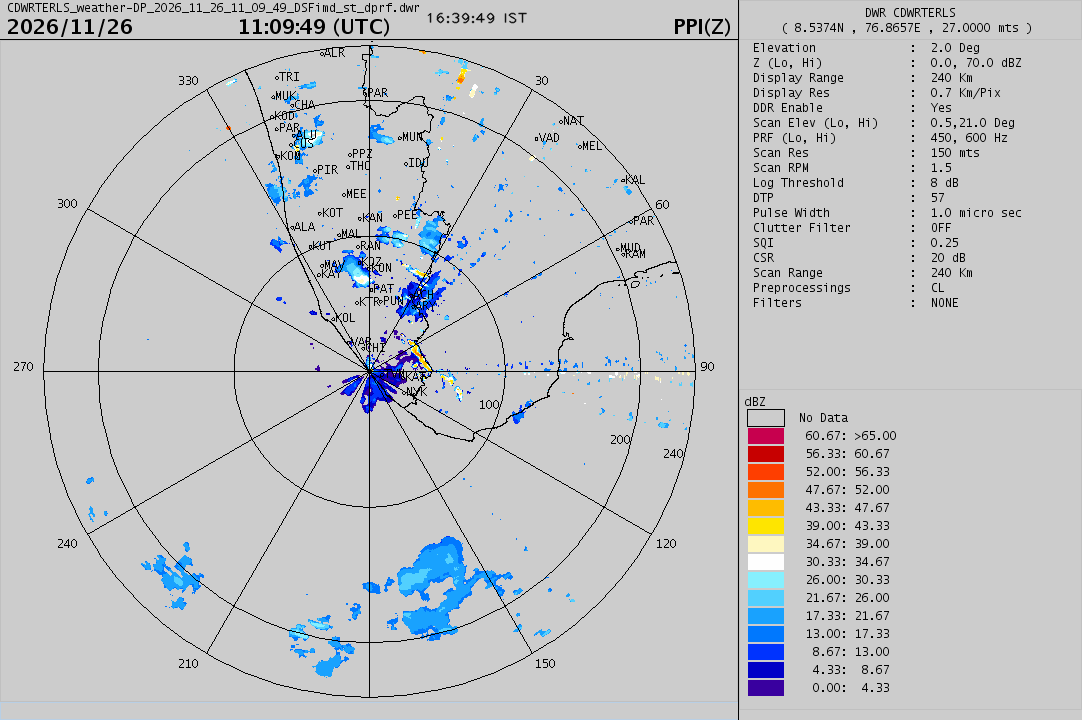 CDWRTERLS_weather-DP_2026_11_26_11_09_49_DSFimd_st_dprf.dwr
2026/11/26 11:09:49 (UTC) 16:39:49 IST PPI(Z)
DWR CDWRTERLS
( 8.5374N , 76.8657E , 27.0000 mts )
Elevation : 2.0 Deg
Z (Lo, Hi) : 0.0, 70.0 dBZ
Display Range : 240 Km
Display Res : 0.7 Km/Pix
DDR Enable : Yes
Scan Elev (Lo, Hi) : 0.5,21.0 Deg
PRF (Lo, Hi) : 450, 600 Hz
Scan Res : 150 mts
Scan RPM : 1.5
Log Threshold : 8 dB
DTP : 57
Pulse Width : 1.0 micro sec
Clutter Filter : OFF
SQI : 0.25
CSR : 20 dB
Scan Range : 240 Km
Preprocessings : CL
Filters : NONE
dBZ
No Data
60.67: >65.00
56.33: 60.67
52.00: 56.33
47.67: 52.00
43.33: 47.67
39.00: 43.33
34.67: 39.00
30.33: 34.67
26.00: 30.33
21.67: 26.00
17.33: 21.67
13.00: 17.33
8.67: 13.00
4.33: 8.67
0.00: 4.33
ALR
330
TRI
30
MUK
PAR
CHA
KOD
NAT
PAR
ALU
MUN
VAD
MEL
KON
PPZ
THO
IDU
PIR
KAL
MEE
300
60
KOT
KAN
PEE
PAR
ALA
MAL
KUT
RAN
MUD
RAM
KOZ
KON
KAY
PAT
KTR
PUN
KOL
VAR
CHI
270
90
KAT
NYK
100
200
240
240
120
210
150